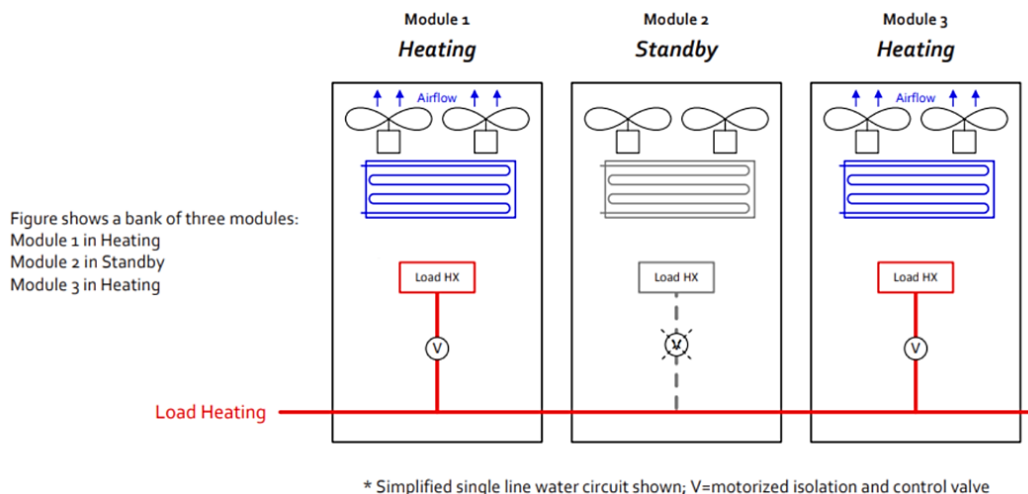 Module 1
Heating
Module 2
Standby
Module 3
Heating
Airflow
Airflow
Figure shows a bank of three modules:
Module 1 in Heating
Module 2 in Standby
Module 3 in Heating
Load HX
Load HX
Load HX
V
V
V
Load Heating
* Simplified single line water circuit shown; V=motorized isolation and control valve